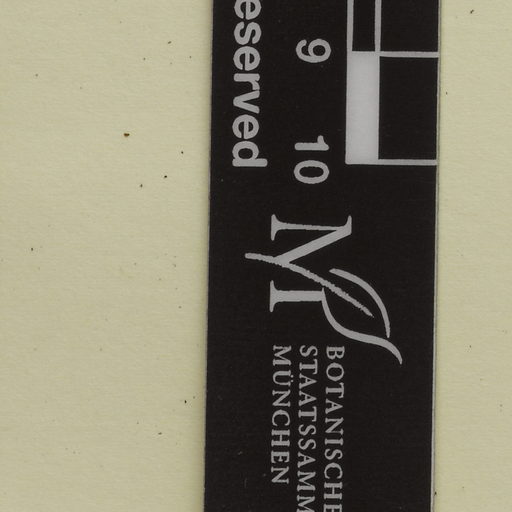 eserved
9 10
M
BOTANISCHE
STAATSSAMM
MÜNCHEN